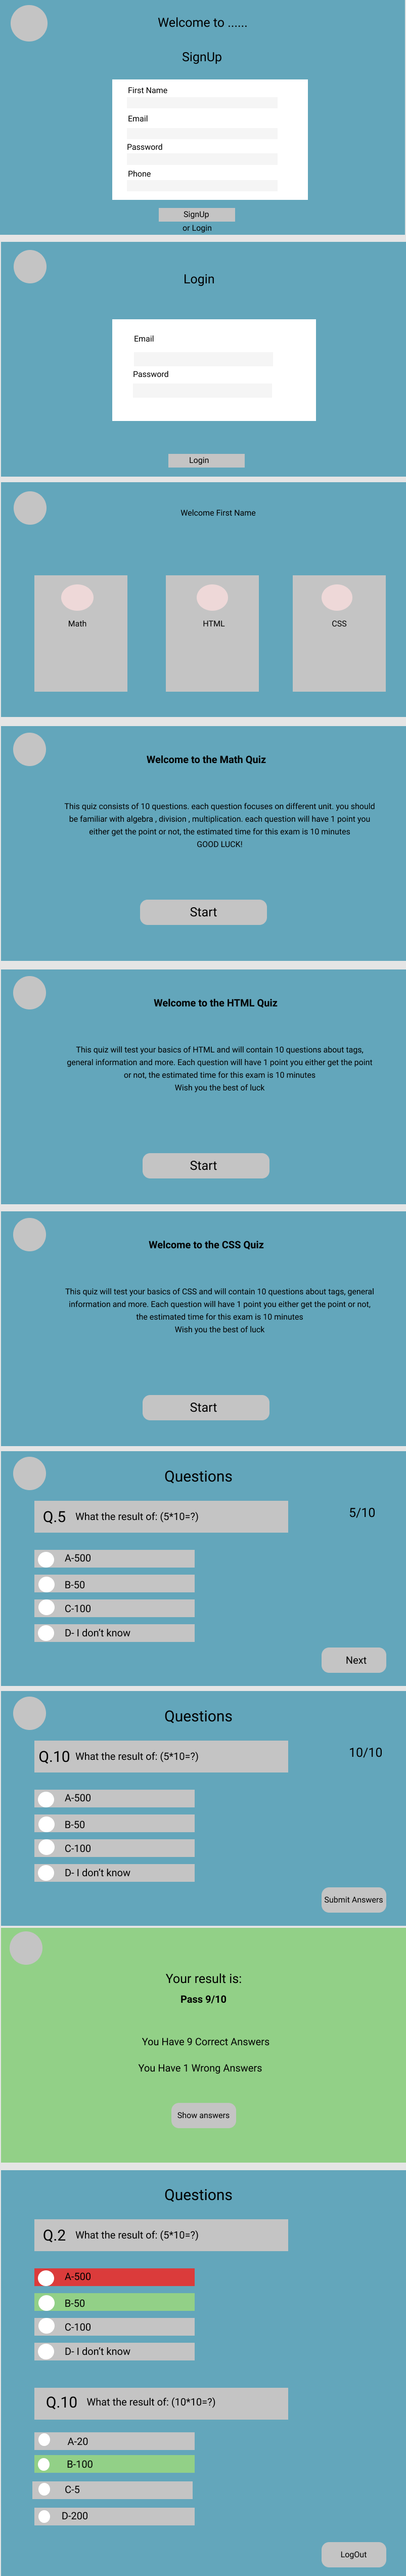 Welcome to ......
SignUp
First Name
Email
Password
Phone
SignUp
or Login
Login
Email
Password
Login
Welcome First Name
Math
HTML
CSS
Welcome to the Math Quiz
This quiz consists of 10 questions. each question focuses on different unit. you should
be familiar with algebra , division , multiplication. each question will have 1 point you
either get the point or not, the estimated time for this exam is 10 minutes
GOOD LUCK!
Start
Welcome to the HTML Quiz
This quiz will test your basics of HTML and will contain 10 questions about tags,
general information and more. Each question will have 1 point you either get the point
or not, the estimated time for this exam is 10 minutes
Wish you the best of luck
Start
Welcome to the CSS Quiz
This quiz will test your basics of CSS and will contain 10 questions about tags, general
information and more. Each question will have 1 point you either get the point or not,
the estimated time for this exam is 10 minutes
Wish you the best of luck
Start
Questions
Q.5 What the result of: (5*10=?)
5/10
A-500
B-50
C-100
D- I don't know
Next
Questions
Q.10 What the result of: (5*10=?)
10/10
A-500
B-50
C-100
D- I don't know
Submit Answers
Your result is:
Pass 9/10
You Have 9 Correct Answers
You Have 1 Wrong Answers
Show answers
Questions
Q.2 What the result of: (5*10=?)
A-500
B-50
C-100
D- I don't know
Q.10 What the result of: (10*10=?)
A-20
B-100
C-5
D-200
LogOut